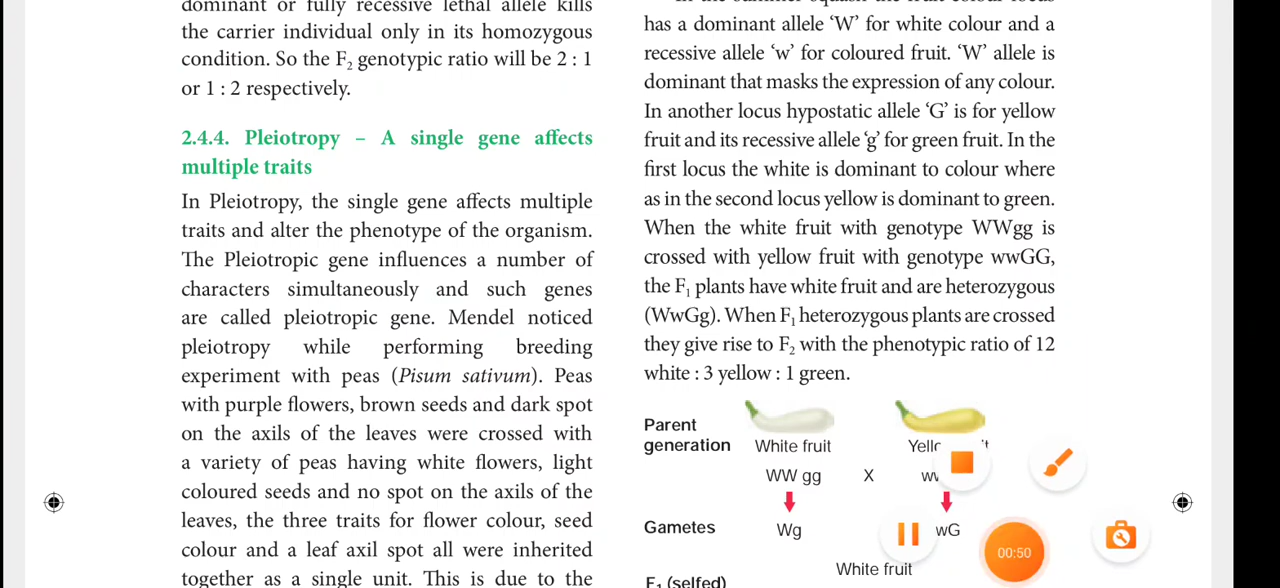 dominant or fully recessive lethal allele kills
the carrier individual only in its homozygous
condition. So the F₂ genotypic ratio will be 2 : 1
or 1 : 2 respectively.
2.4.4. Pleiotropy – A single gene affects
multiple traits
In Pleiotropy, the single gene affects multiple
traits and alter the phenotype of the organism.
The Pleiotropic gene influences a number of
characters simultaneously and such genes
are called pleiotropic gene. Mendel noticed
pleiotropy while performing breeding
experiment with peas (Pisum sativum). Peas
with purple flowers, brown seeds and dark spot
on the axils of the leaves were crossed with
a variety of peas having white flowers, light
coloured seeds and no spot on the axils of the
leaves, the three traits for flower colour, seed
colour and a leaf axil spot all were inherited
together as a single unit. This is due to the
has a dominant allele ‘W’ for white colour and a
recessive allele ‘w’ for coloured fruit. ‘W’ allele is
dominant that masks the expression of any colour.
In another locus hypostatic allele ‘G’ is for yellow
fruit and its recessive allele ‘g’ for green fruit. In the
first locus the white is dominant to colour where
as in the second locus yellow is dominant to green.
When the white fruit with genotype WWgg is
crossed with yellow fruit with genotype wwGG,
the F₁ plants have white fruit and are heterozygous
(WwGg). When F₁ heterozygous plants are crossed
they give rise to F₂ with the phenotypic ratio of 12
white : 3 yellow : 1 green.
Parent
generation
White fruit
WW gg X
Gametes Wg wG
00:50
White fruit
F₁ (selfed)